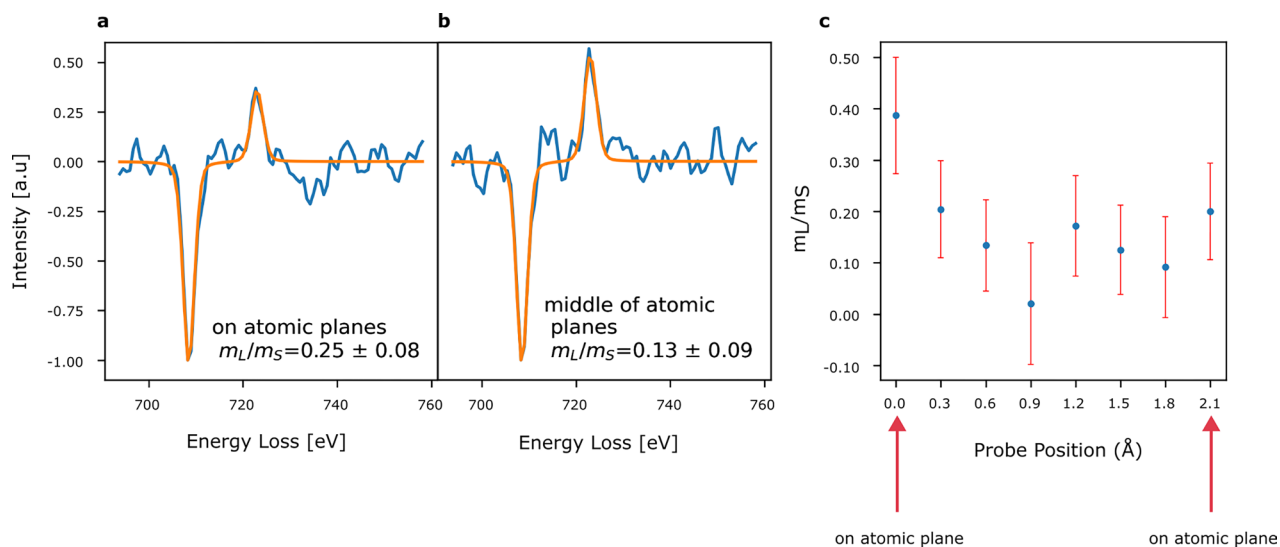 a
b
c
0.50
0.25
0.00
-0.25
-0.50
-0.75
-1.00
Intensity [a.u]
on atomic planes
mL/mS=0.25 ± 0.08
700
720
740
760
Energy Loss [eV]
middle of atomic
planes
mL/mS=0.13 ± 0.09
700
720
740
760
Energy Loss [eV]
0.50
0.40
0.30
0.20
0.10
0.00
-0.10
mL/mS
0.0
0.3
0.6
0.9
1.2
1.5
1.8
2.1
Probe Position (Å)
on atomic plane
on atomic plane